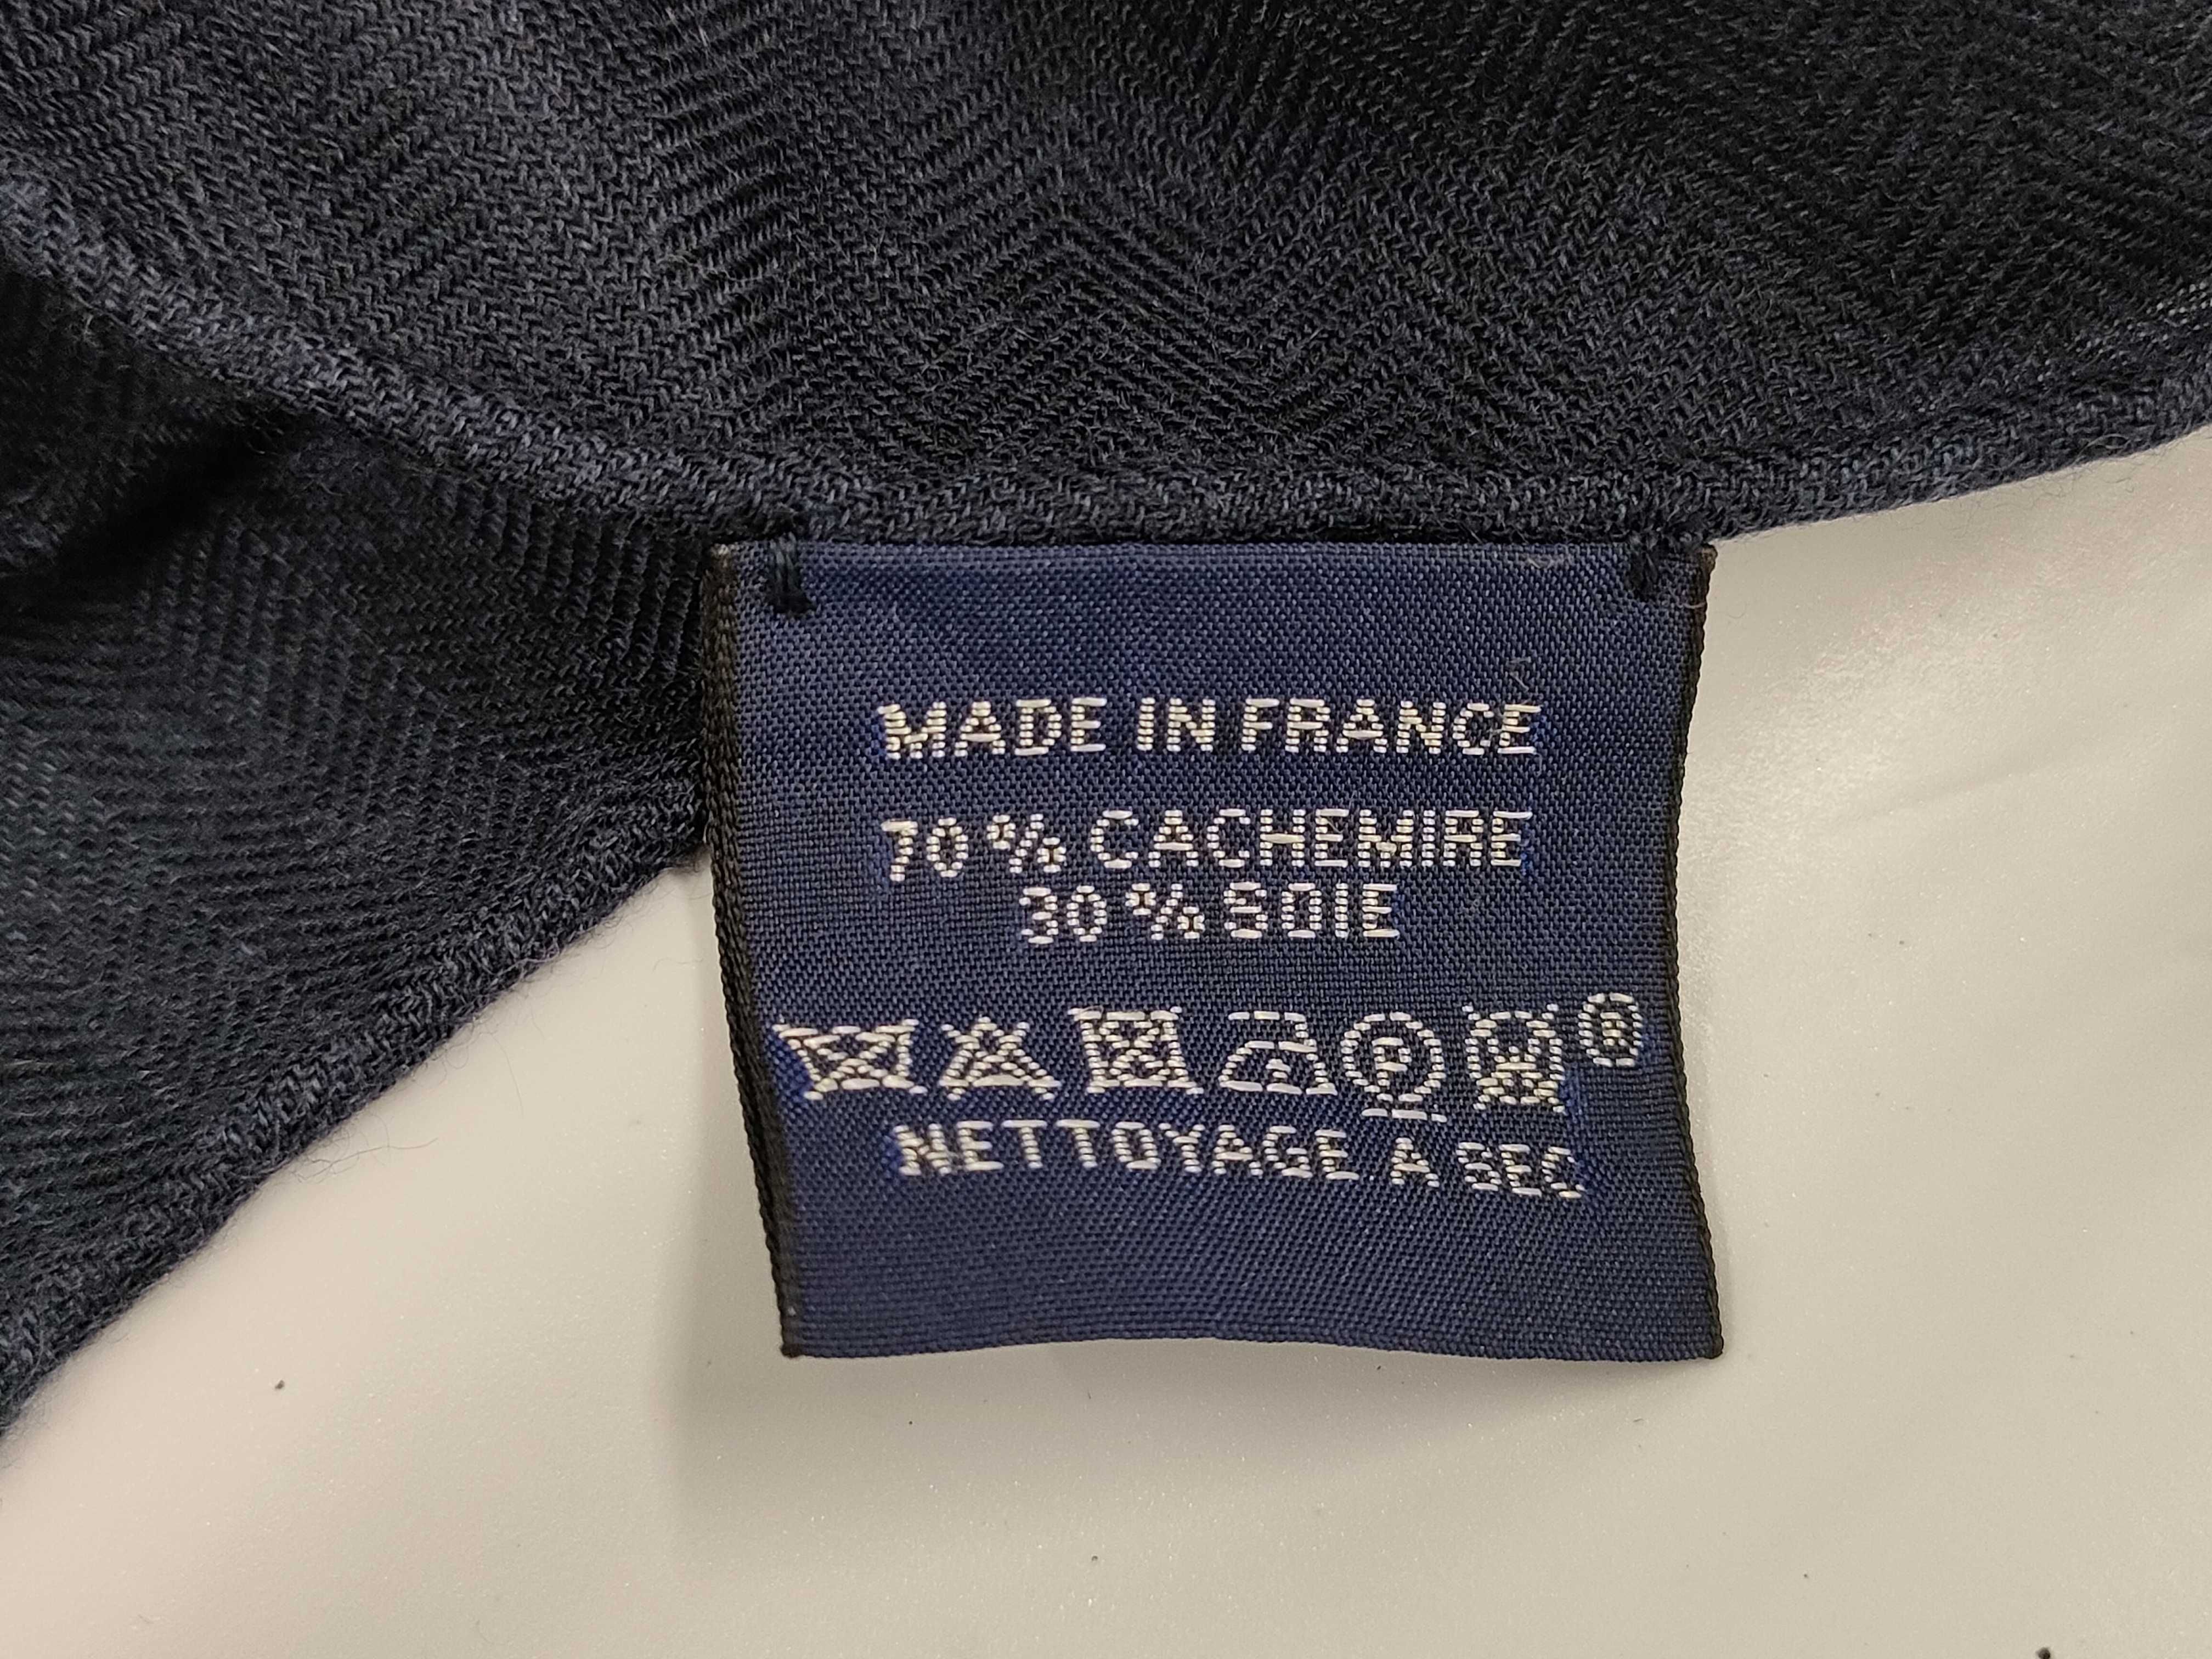 MADE IN FRANCE
70 % CACHEMIRE
30 % SOIE
P W ®
NETTOYAGE A SEC